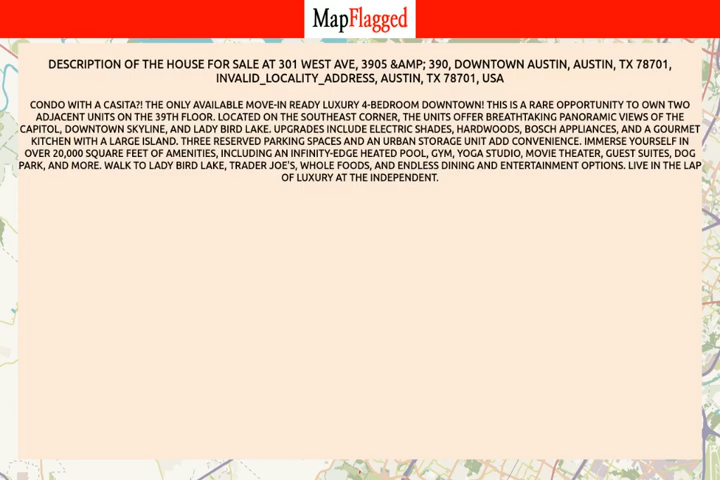 MapFlagged
DESCRIPTION OF THE HOUSE FOR SALE AT 301 WEST AVE, 3905 &AMP; 390, DOWNTOWN AUSTIN, AUSTIN, TX 78701,
INVALID_LOCALITY_ADDRESS, AUSTIN, TX 78701, USA
CONDO WITH A CASITA?! THE ONLY AVAILABLE MOVE-IN READY LUXURY 4-BEDROOM DOWNTOWN! THIS IS A RARE OPPORTUNITY TO OWN TWO
ADJACENT UNITS ON THE 39TH FLOOR. LOCATED ON THE SOUTHEAST CORNER, THE UNITS OFFER BREATHTAKING PANORAMIC VIEWS OF THE
CAPITOL, DOWNTOWN SKYLINE, AND LADY BIRD LAKE. UPGRADES INCLUDE ELECTRIC SHADES, HARDWOODS, BOSCH APPLIANCES, AND A GOURMET
KITCHEN WITH A LARGE ISLAND. THREE RESERVED PARKING SPACES AND AN URBAN STORAGE UNIT ADD CONVENIENCE. IMMERSE YOURSELF IN
OVER 20,000 SQUARE FEET OF AMENITIES, INCLUDING AN INFINITY-EDGE HEATED POOL, GYM, YOGA STUDIO, MOVIE THEATER, GUEST SUITES, DOG
PARK, AND MORE. WALK TO LADY BIRD LAKE, TRADER JOE'S, WHOLE FOODS, AND ENDLESS DINING AND ENTERTAINMENT OPTIONS. LIVE IN THE LAP
OF LUXURY AT THE INDEPENDENT.